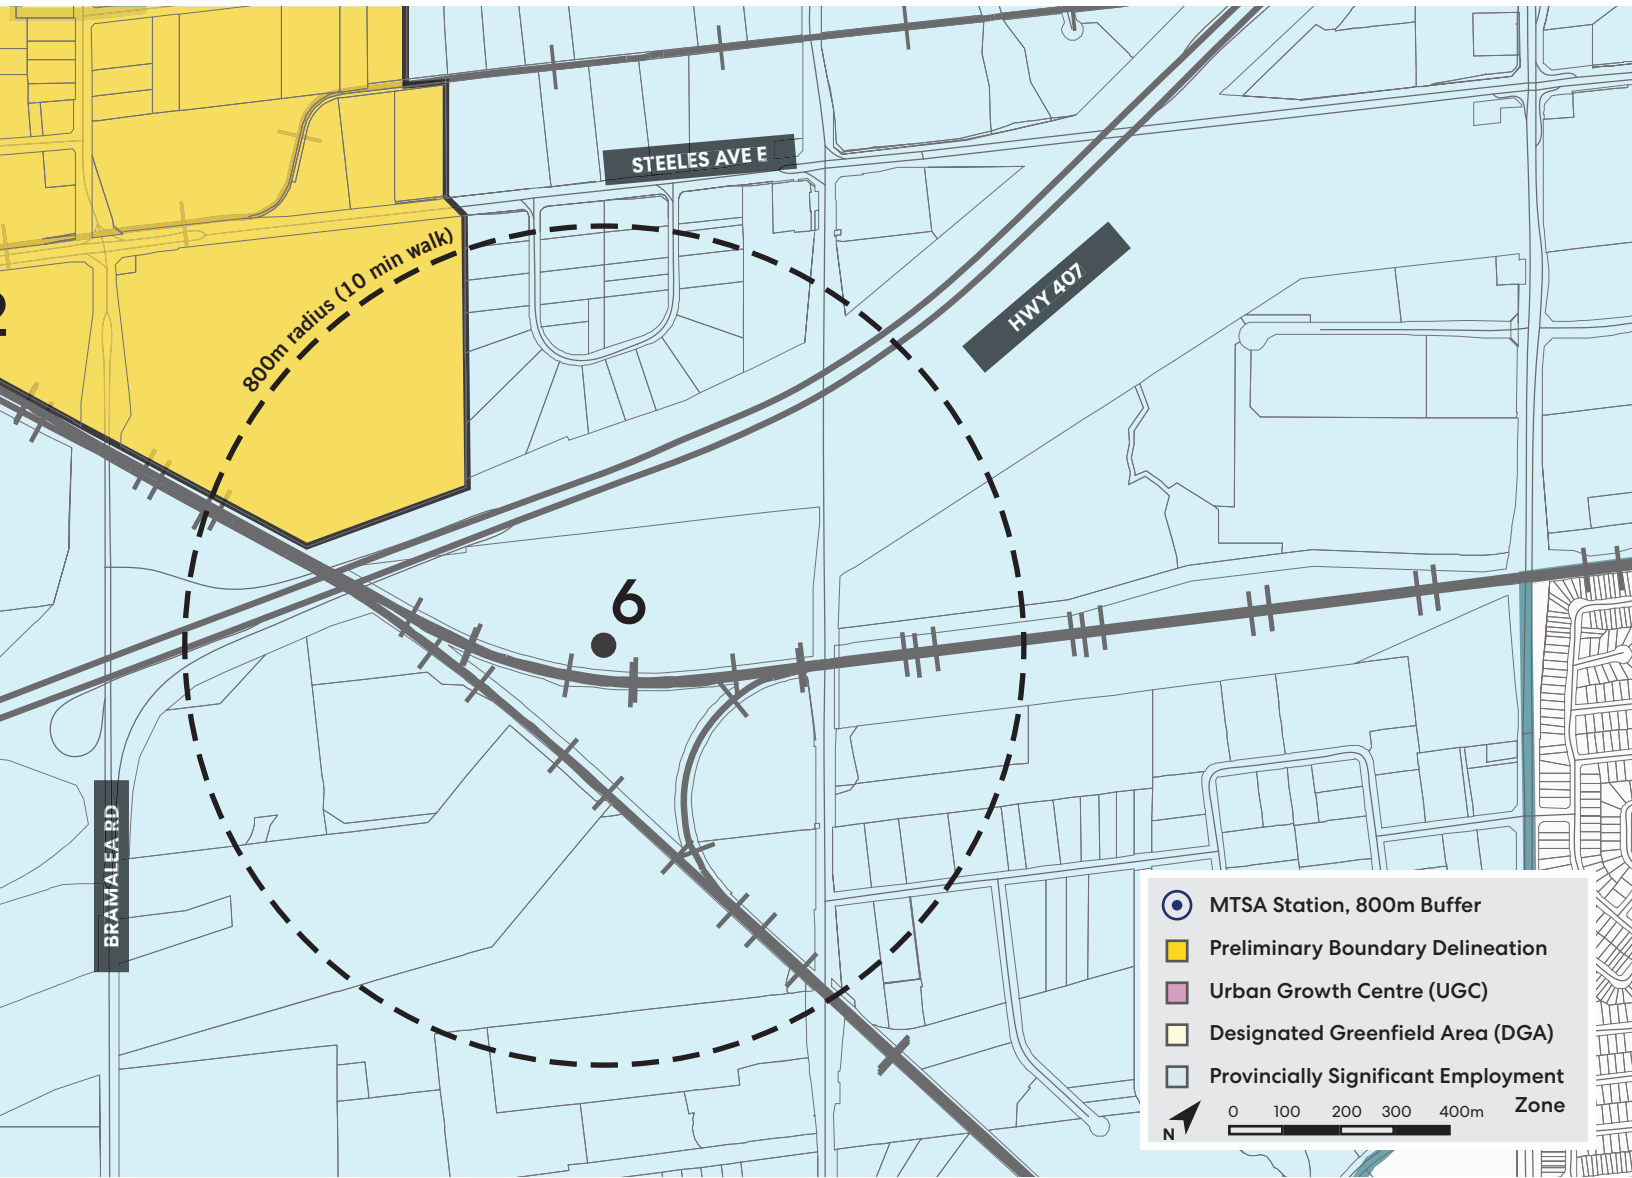 STEELES AVE E
800m radius (10 min walk)
HWY 407
2
6
BRAMALEA RD
MTSA Station, 800m Buffer
Preliminary Boundary Delineation
Urban Growth Centre (UGC)
Designated Greenfield Area (DGA)
Provincially Significant Employment
Zone
N
0 100 200 300 400m